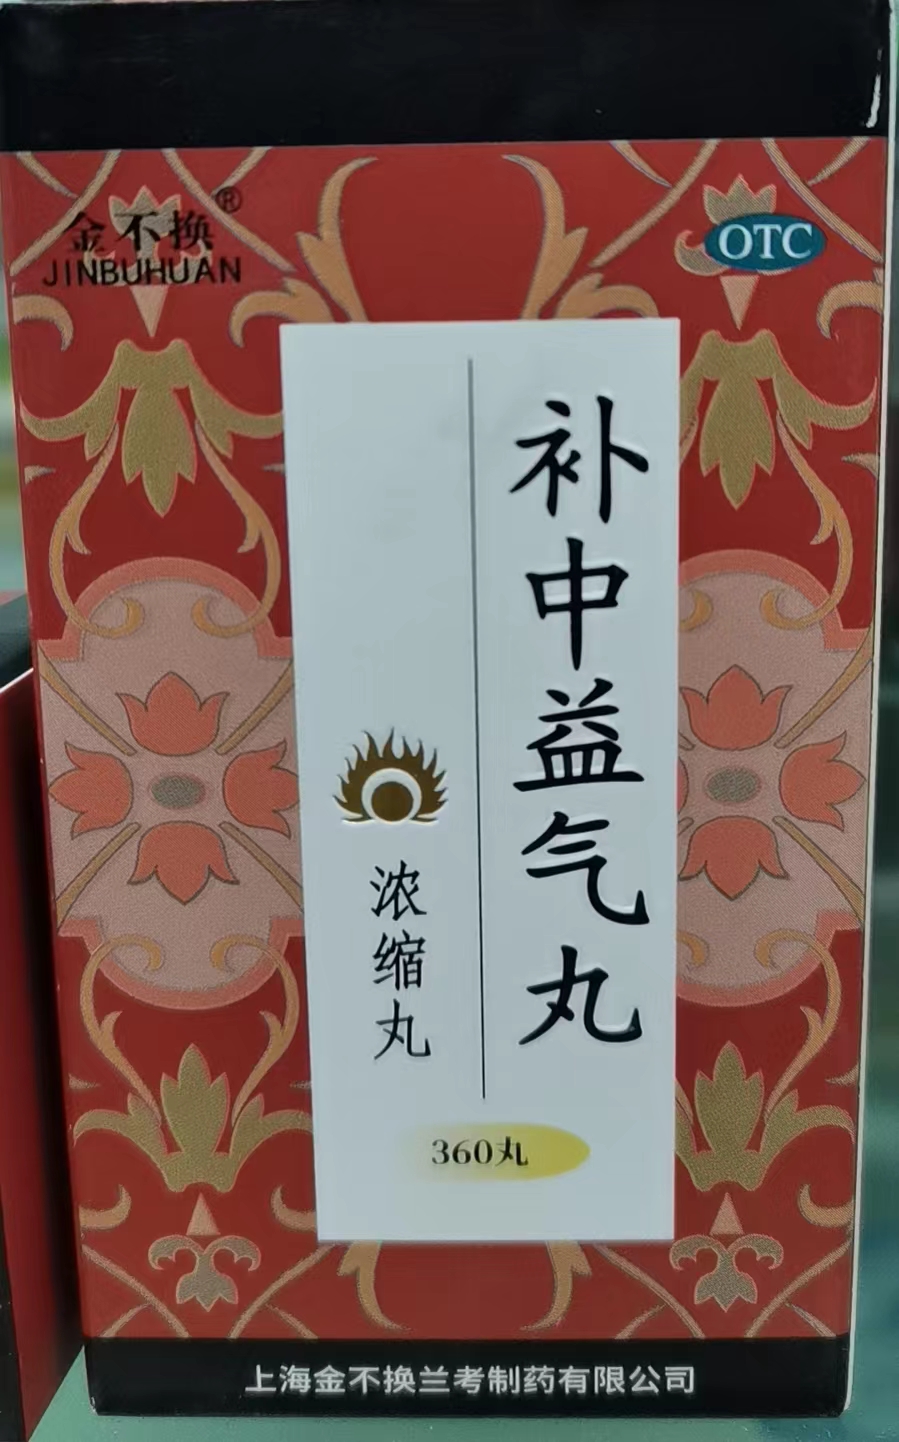 金不换®
JINBUHUAN
OTC
补中益气丸
浓缩丸
360丸
上海金不换兰考制药有限公司